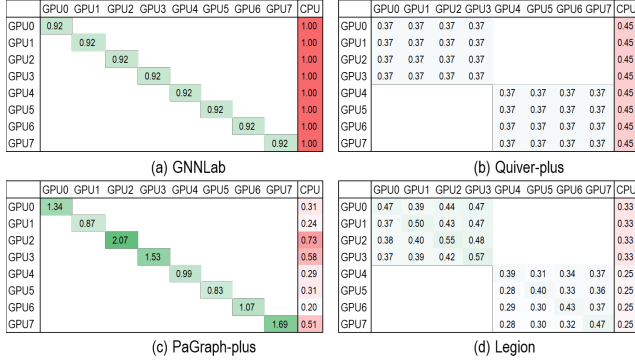 GPU0 GPU1 GPU2 GPU3 GPU4 GPU5 GPU6 GPU7 CPU
GPU0 0.92 1.00
GPU1 0.92 1.00
GPU2 0.92 1.00
GPU3 0.92 1.00
GPU4 0.92 1.00
GPU5 0.92 1.00
GPU6 0.92 1.00
GPU7 0.92 1.00
(a) GNNLab
GPU0 GPU1 GPU2 GPU3 GPU4 GPU5 GPU6 GPU7 CPU
GPU0 0.37 0.37 0.37 0.37 0.45
GPU1 0.37 0.37 0.37 0.37 0.45
GPU2 0.37 0.37 0.37 0.37 0.45
GPU3 0.37 0.37 0.37 0.37 0.45
GPU4 0.37 0.37 0.37 0.37 0.45
GPU5 0.37 0.37 0.37 0.37 0.45
GPU6 0.37 0.37 0.37 0.37 0.45
GPU7 0.37 0.37 0.37 0.37 0.45
(b) Quiver-plus
GPU0 GPU1 GPU2 GPU3 GPU4 GPU5 GPU6 GPU7 CPU
GPU0 1.34 0.31
GPU1 0.87 0.24
GPU2 2.07 0.73
GPU3 1.53 0.58
GPU4 0.99 0.29
GPU5 0.83 0.31
GPU6 1.07 0.20
GPU7 1.69 0.51
(c) PaGraph-plus
GPU0 GPU1 GPU2 GPU3 GPU4 GPU5 GPU6 GPU7 CPU
GPU0 0.47 0.39 0.44 0.47 0.33
GPU1 0.37 0.50 0.43 0.47 0.33
GPU2 0.38 0.40 0.55 0.48 0.33
GPU3 0.37 0.39 0.42 0.57 0.33
GPU4 0.39 0.31 0.34 0.37 0.25
GPU5 0.28 0.40 0.33 0.36 0.25
GPU6 0.29 0.30 0.43 0.37 0.25
GPU7 0.28 0.30 0.32 0.47 0.25
(d) Legion